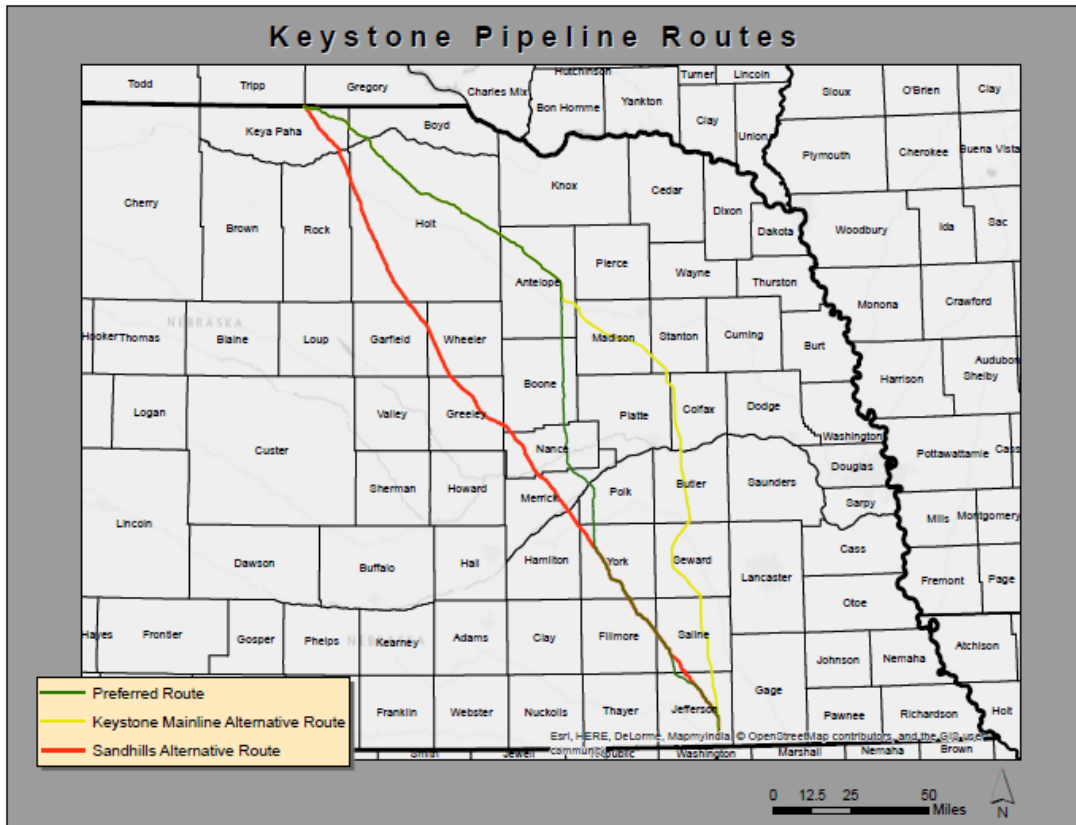 Keystone Pipeline Routes
Todd
Tripp
Gregory
Charles Mix
Hutchinson
Turner
Lincoln
Bon Homme
Yankton
Clay
Union
Sioux
O'Brien
Clay
Keya Paha
Boyd
Plymouth
Cherokee
Buena Vista
Cherry
Brown
Rock
Holt
Knox
Cedar
Dixon
Dakota
Woodbury
Ida
Sac
Antelope
Pierce
Wayne
Thurston
Monona
Crawford
NEBRASKA
Hooker
Thomas
Blaine
Loup
Garfield
Wheeler
Madison
Stanton
Cuming
Burt
Harrison
Audubon
Shelby
Logan
Custer
Valley
Greeley
Boone
Platte
Colfax
Dodge
Washington
Nance
Douglas
Pottawattamie
Cass
Lincoln
Sherman
Howard
Merrick
Polk
Butler
Saunders
Sarpy
Mills
Montgomery
Dawson
Buffalo
Hall
Hamilton
York
Seward
Lancaster
Cass
Otoe
Fremont
Page
Hayes
Frontier
Gosper
Phelps
Kearney
NEBRASKA
Adams
Clay
Fillmore
Saline
Johnson
Nemaha
Atchison
Gage
Franklin
Webster
Nuckolls
Thayer
Jefferson
Pawnee
Richardson
Holt
Preferred Route
Keystone Mainline Alternative Route
Sandhills Alternative Route
Esri, HERE, DeLorme, MapmyIndia, © OpenStreetMap contributors, and the GIS user
community
Smith
Jewell
Republic
Washington
Marshall
Nemaha
Brown
0 12.5 25 50
Miles
N